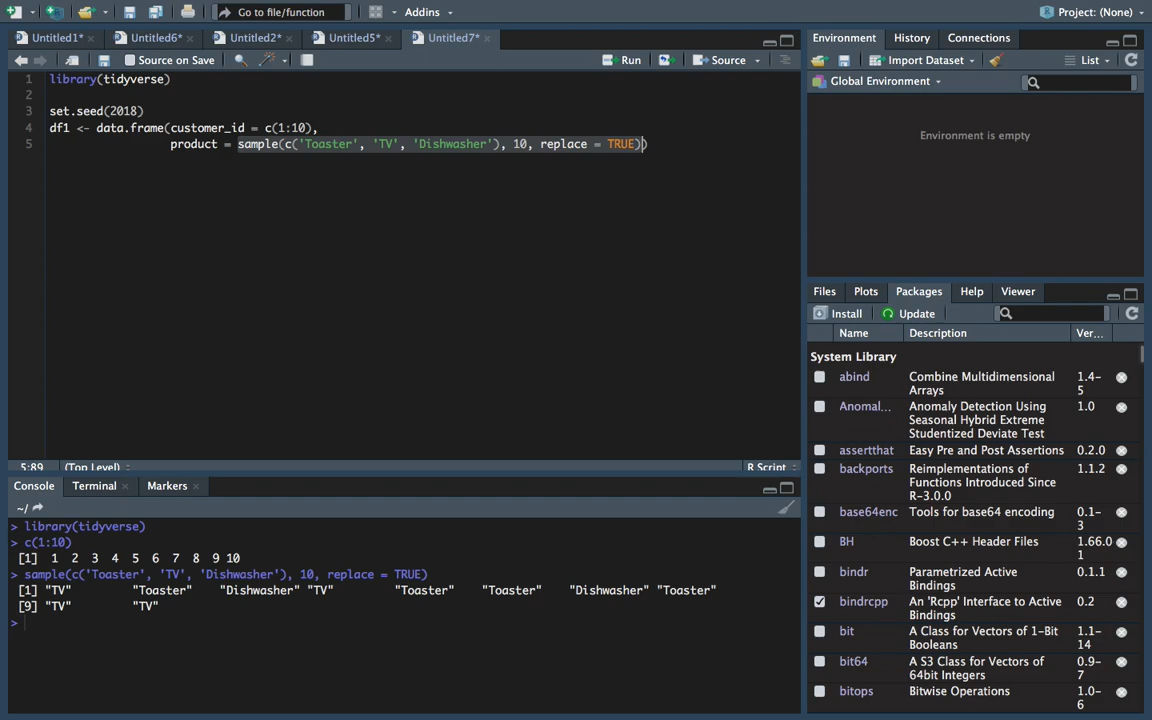 Go to file/function
Addins
Project: (None)
Untitled1*
Untitled6*
Untitled2*
Untitled5*
Untitled7*
Source on Save
Run
Source
1 library(tidyverse)
2
3 set.seed(2018)
4 df1 <- data.frame(customer_id = c(1:10),
5 product = sample(c('Toaster', 'TV', 'Dishwasher'), 10, replace = TRUE))
5:89 (Top Level) R Script
Console Terminal Markers
~/
> library(tidyverse)
> c(1:10)
[1] 1 2 3 4 5 6 7 8 9 10
> sample(c('Toaster', 'TV', 'Dishwasher'), 10, replace = TRUE)
[1] "TV" "Toaster" "Dishwasher" "TV" "Toaster" "Toaster" "Dishwasher" "Toaster"
[9] "TV" "TV"
>
Environment History Connections
Import Dataset
List
Global Environment
Environment is empty
Files Plots Packages Help Viewer
Install Update
Name Description Ver...
System Library
abind Combine Multidimensional 1.4-
Arrays 5
Anomal... Anomaly Detection Using 1.0
Seasonal Hybrid Extreme
Studentized Deviate Test
assertthat Easy Pre and Post Assertions 0.2.0
backports Reimplementations of 1.1.2
Functions Introduced Since
R-3.0.0
base64enc Tools for base64 encoding 0.1-
3
BH Boost C++ Header Files 1.66.0
1
bindr Parametrized Active 0.1.1
Bindings
bindrcpp An 'Rcpp' Interface to Active 0.2
Bindings
bit A Class for Vectors of 1-Bit 1.1-
Booleans 14
bit64 A S3 Class for Vectors of 0.9-
64bit Integers 7
bitops Bitwise Operations 1.0-
6